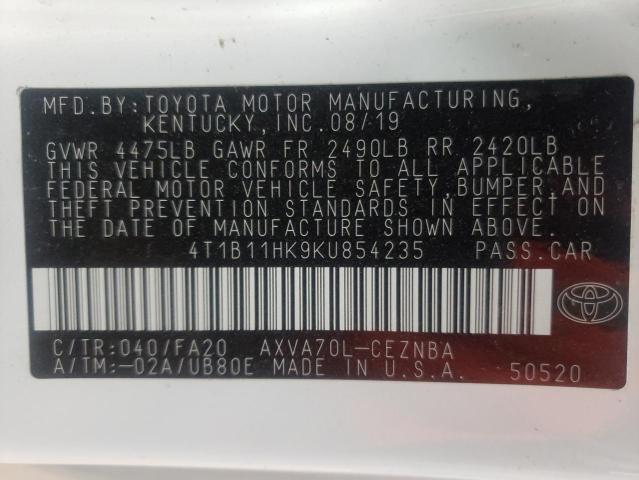 MFD.BY:TOYOTA MOTOR MANUFACTURING,
KENTUCKY,INC.08/19
GVWR 4475LB GAWR FR 2490LB RR 2420LB
THIS VEHICLE CONFORMS TO ALL APPLICABLE
FEDERAL MOTOR VEHICLE SAFETY,BUMPER,AND
THEFT PREVENTION STANDARDS IN EFFECT ON
THE DATE OF MANUFACTURE SHOWN ABOVE.
4T1B11HK9KU854235 PASS.CAR
C/TR:040/FA20 AXVA70L-CEZNBA
A/TM:-02A/UB80E MADE IN U.S.A. 50520